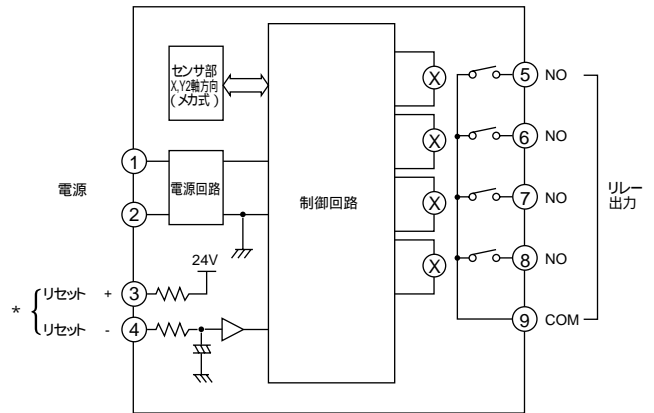 センサ部
X,Y2軸方向
(メカ式)
X
5
NO
X
6
NO
1
電源回路
電源
2
制御回路
X
7
NO
リレー
出力
24V
X
8
NO
* { リセット + 3
リセット - 4
9
COM